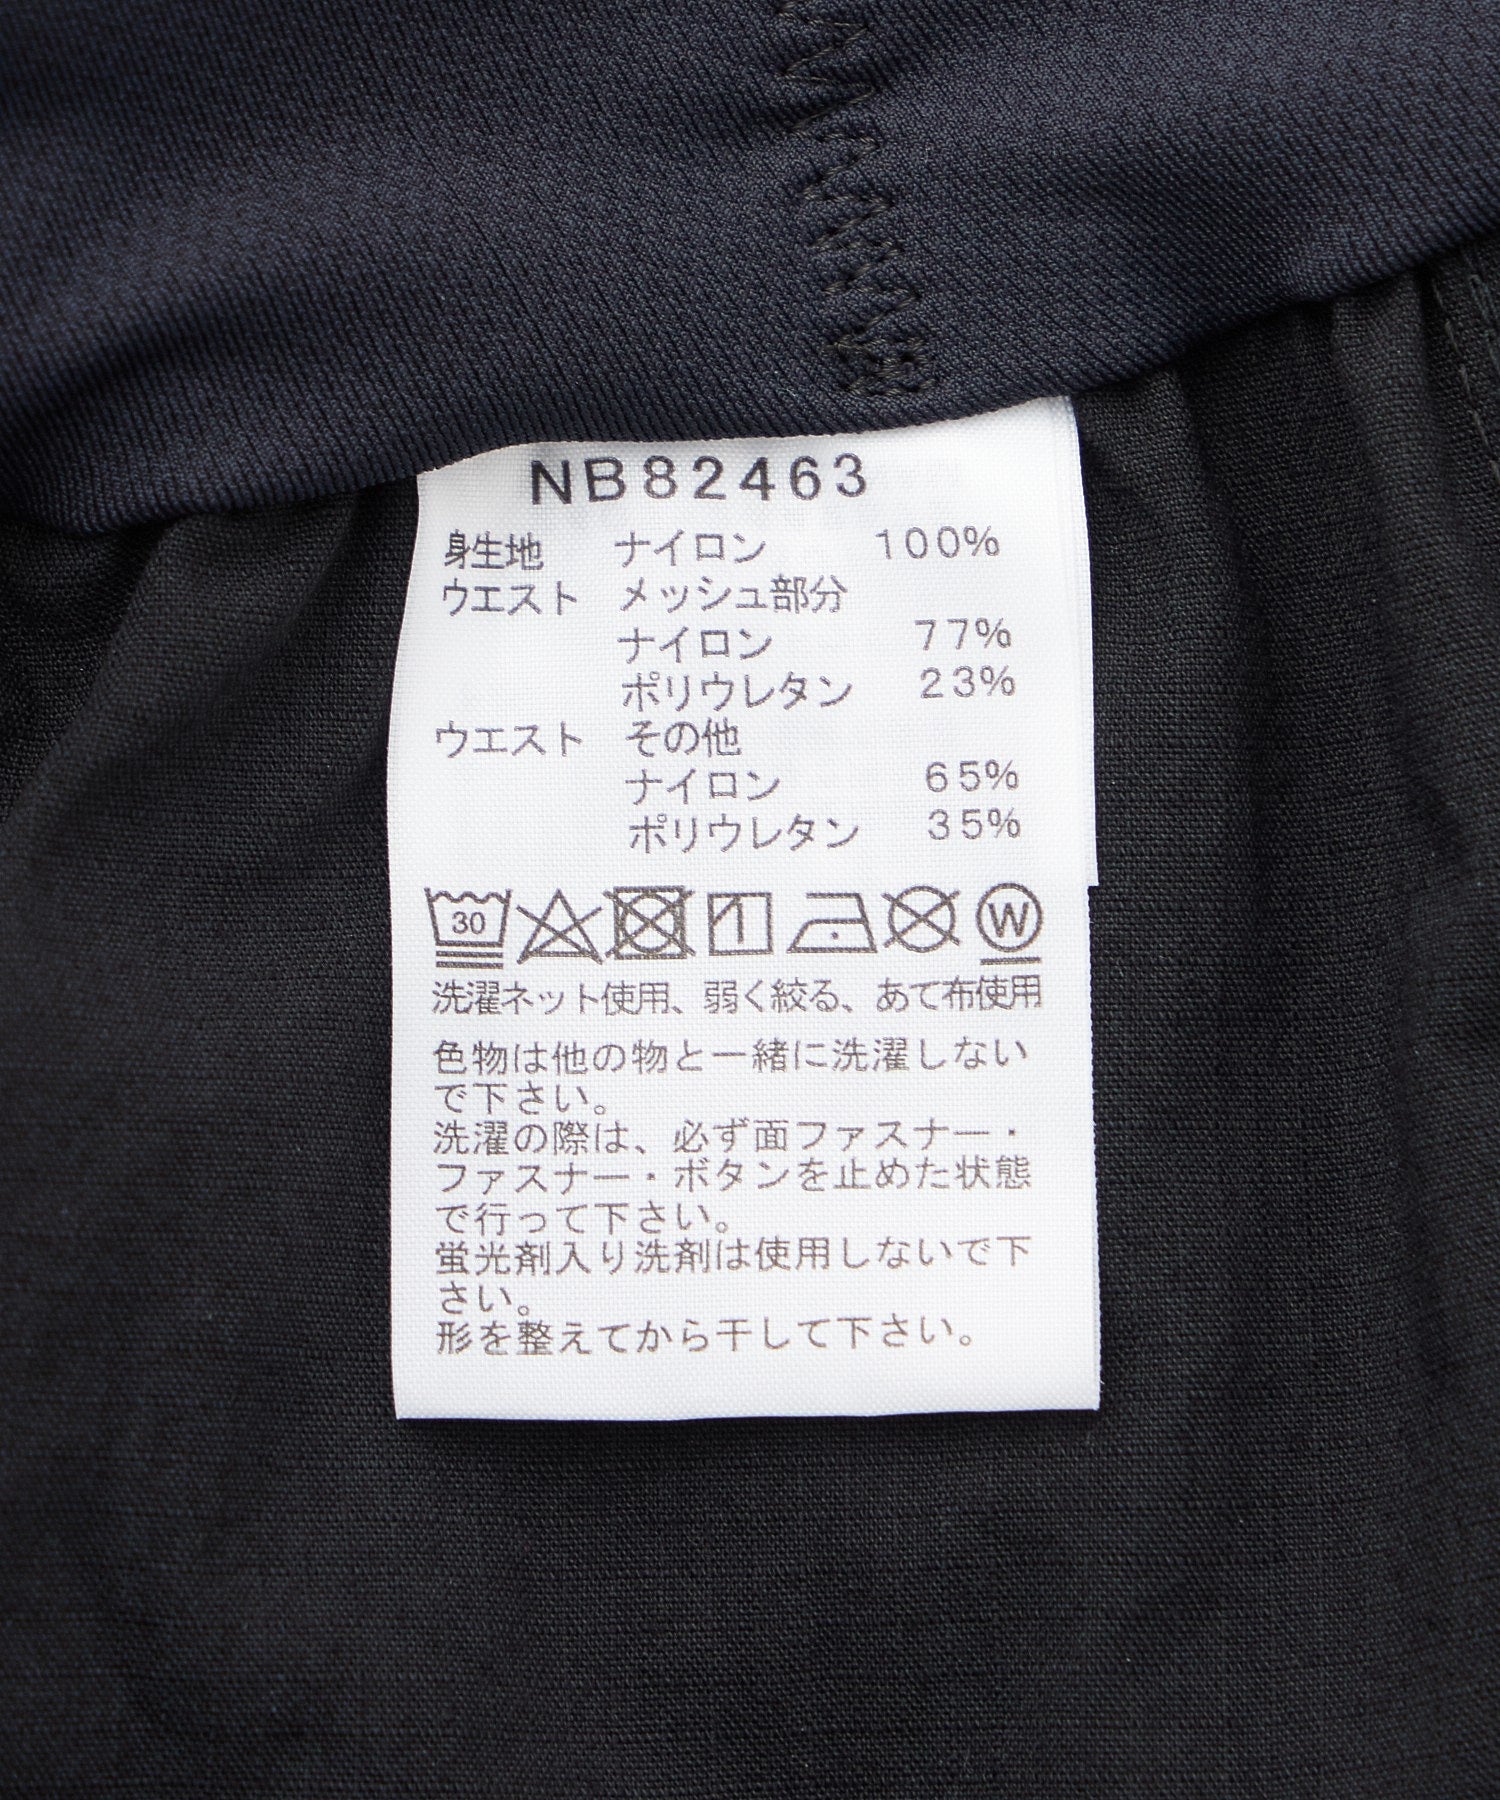 NB82463
身生地 ナイロン 100%
ウエスト メッシュ部分
ナイロン 77%
ポリウレタン 23%
ウエスト その他
ナイロン 65%
ポリウレタン 35%
30 W
洗濯ネット使用、弱く絞る、あて布使用
色物は他の物と一緒に洗濯しない
で下さい。
洗濯の際は、必ず面ファスナー・
ファスナー・ボタンを止めた状態
で行って下さい。
蛍光剤入り洗剤は使用しないで下
さい。
形を整えてから干して下さい。